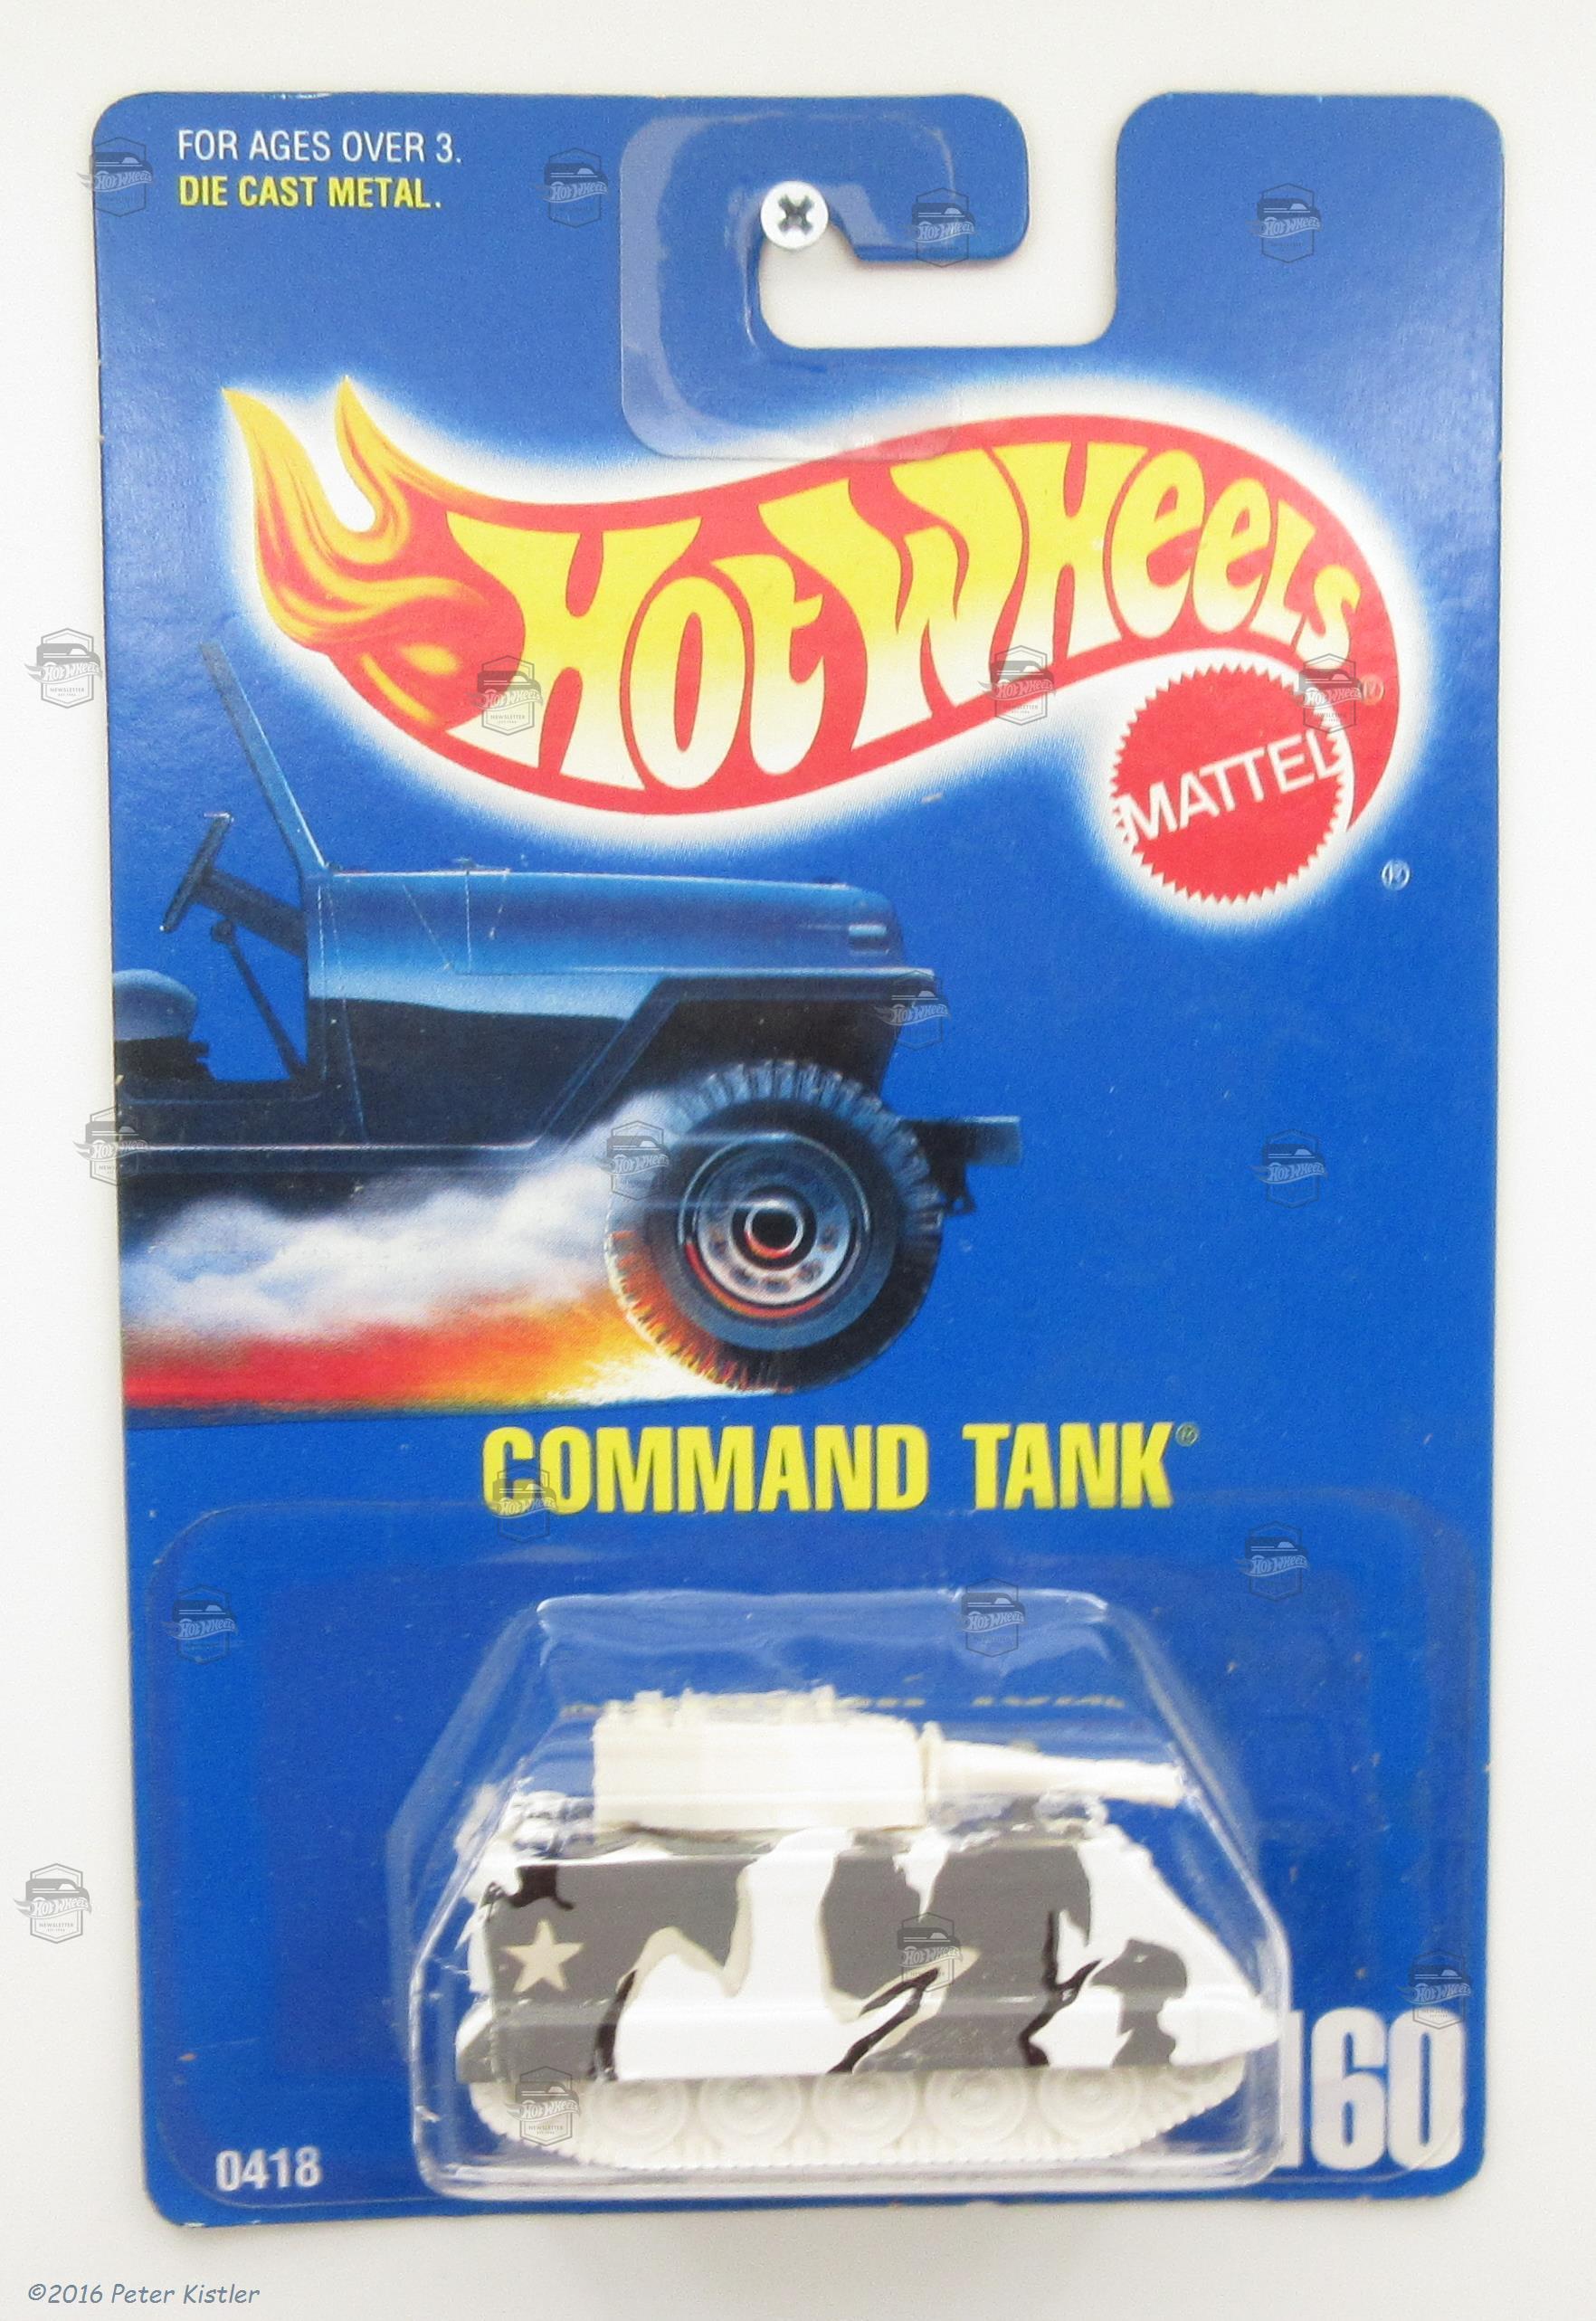 FOR AGES OVER 3.
DIE CAST METAL.
HOT WHEELS®
MATTEL
®
COMMAND TANK®
160
0418
©2016 Peter Kistler